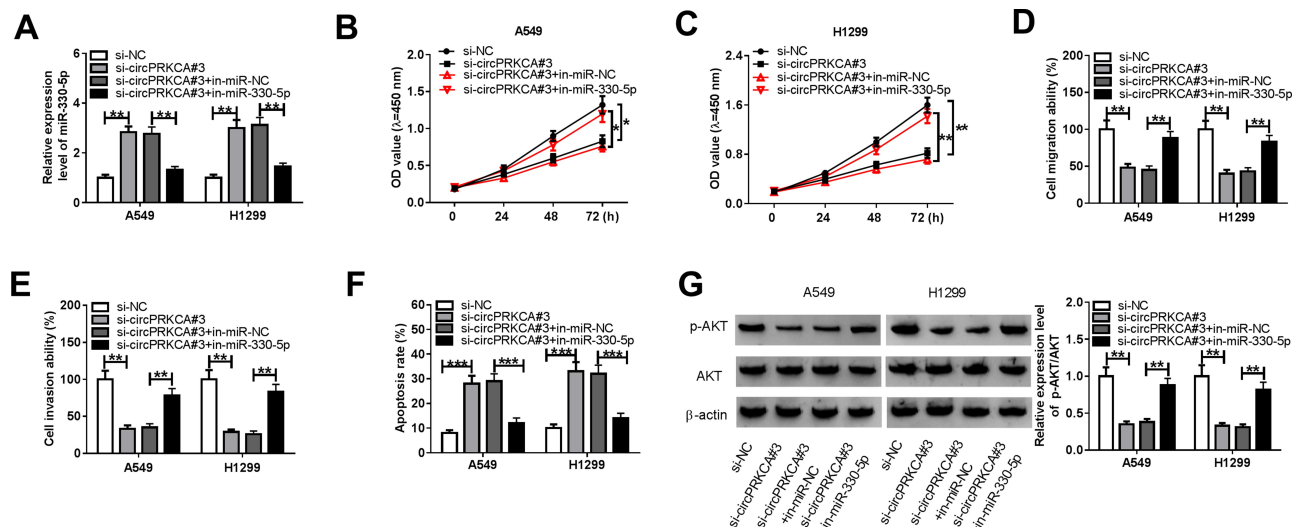 A
si-NC
si-circPRKCA#3
si-circPRKCA#3+in-miR-NC
si-circPRKCA#3+in-miR-330-5p
Relative expression
level of miR-330-5p
8
6
4
2
0
** ** ** **
A549 H1299
B
A549
si-NC
si-circPRKCA#3
si-circPRKCA#3+in-miR-NC
si-circPRKCA#3+in-miR-330-5p
OD value (λ=450 nm)
2.0
1.5
1.0
0.5
0.0
* *
0 24 48 72 (h)
C
H1299
si-NC
si-circPRKCA#3
si-circPRKCA#3+in-miR-NC
si-circPRKCA#3+in-miR-330-5p
OD value (λ=450 nm)
2.4
1.6
0.8
0.0
** **
0 24 48 72 (h)
D
si-NC
si-circPRKCA#3
si-circPRKCA#3+in-miR-NC
si-circPRKCA#3+in-miR-330-5p
Cell migration ability (%)
200
150
100
50
0
** ** ** **
A549 H1299
E
si-NC
si-circPRKCA#3
si-circPRKCA#3+in-miR-NC
si-circPRKCA#3+in-miR-330-5p
Cell invasion ability (%)
200
150
100
50
0
** ** ** **
A549 H1299
F
si-NC
si-circPRKCA#3
si-circPRKCA#3+in-miR-NC
si-circPRKCA#3+in-miR-330-5p
Apoptosis rate (%)
60
50
40
30
20
10
0
*** *** *** ***
A549 H1299
G
A549 H1299
p-AKT
AKT
β-actin
si-NC
si-circPRKCA#3
si-circPRKCA#3
+in-miR-NC
si-circPRKCA#3
in-miR-330-5p
si-NC
si-circPRKCA#3
si-circPRKCA#3
+in-miR-NC
si-circPRKCA#3
in-miR-330-5p
si-NC
si-circPRKCA#3
si-circPRKCA#3+in-miR-NC
si-circPRKCA#3+in-miR-330-5p
Relative expression level
of p-AKT/AKT
2.0
1.5
1.0
0.5
0.0
** ** ** **
A549 H1299